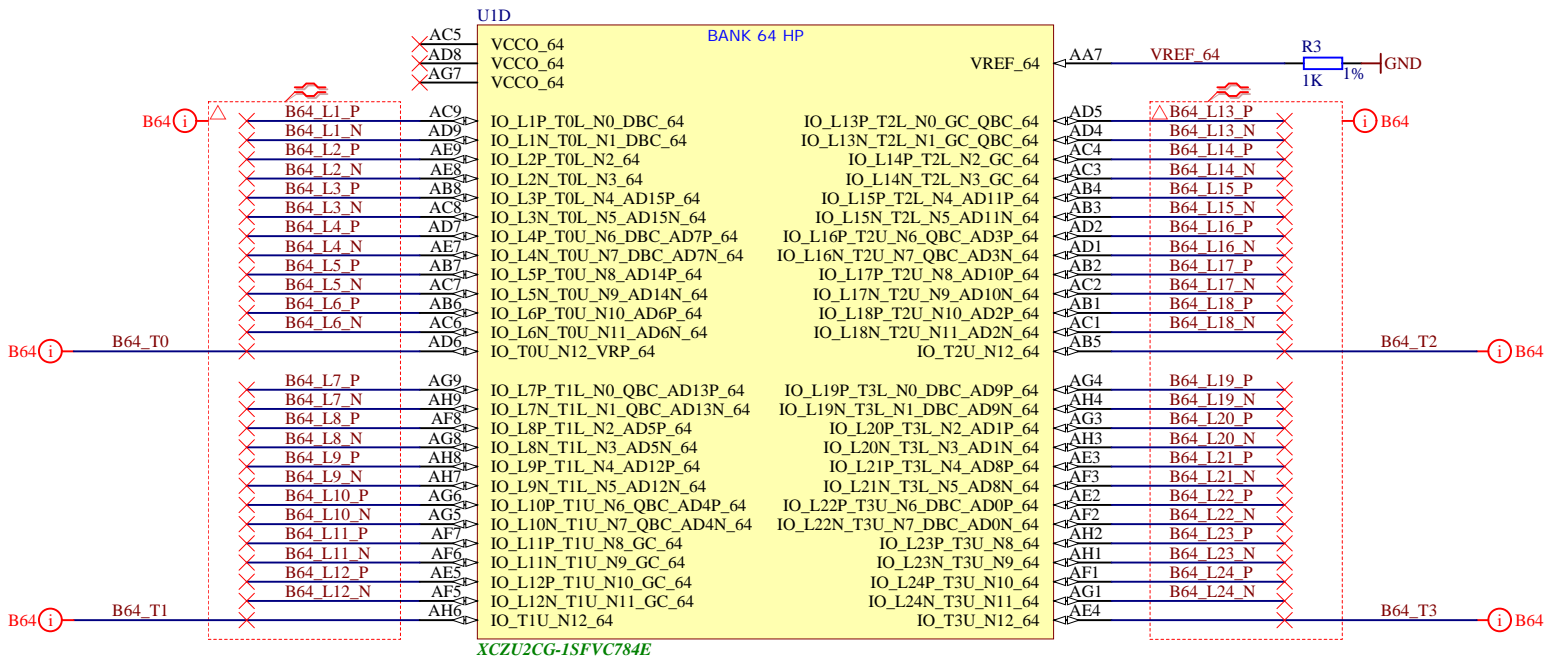 U1D
BANK 64 HP
AC5 VCCO_64
AD8 VCCO_64 VREF_64 AA7 VREF_64 R3 1K 1% GND
AG7 VCCO_64
B64 i B64_L1_P AC9 IO_L1P_T0L_N0_DBC_64 IO_L13P_T2L_N0_GC_QBC_64 AD5 B64_L13_P i B64
B64_L1_N AD9 IO_L1N_T0L_N1_DBC_64 IO_L13N_T2L_N1_GC_QBC_64 AD4 B64_L13_N
B64_L2_P AE9 IO_L2P_T0L_N2_64 IO_L14P_T2L_N2_GC_64 AC4 B64_L14_P
B64_L2_N AE8 IO_L2N_T0L_N3_64 IO_L14N_T2L_N3_GC_64 AC3 B64_L14_N
B64_L3_P AB8 IO_L3P_T0L_N4_AD15P_64 IO_L15P_T2L_N4_AD11P_64 AB4 B64_L15_P
B64_L3_N AC8 IO_L3N_T0L_N5_AD15N_64 IO_L15N_T2L_N5_AD11N_64 AB3 B64_L15_N
B64_L4_P AD7 IO_L4P_T0U_N6_DBC_AD7P_64 IO_L16P_T2U_N6_QBC_AD3P_64 AD2 B64_L16_P
B64_L4_N AE7 IO_L4N_T0U_N7_DBC_AD7N_64 IO_L16N_T2U_N7_QBC_AD3N_64 AD1 B64_L16_N
B64_L5_P AB7 IO_L5P_T0U_N8_AD14P_64 IO_L17P_T2U_N8_AD10P_64 AB2 B64_L17_P
B64_L5_N AC7 IO_L5N_T0U_N9_AD14N_64 IO_L17N_T2U_N9_AD10N_64 AC2 B64_L17_N
B64_L6_P AB6 IO_L6P_T0U_N10_AD6P_64 IO_L18P_T2U_N10_AD2P_64 AB1 B64_L18_P
B64_L6_N AC6 IO_L6N_T0U_N11_AD6N_64 IO_L18N_T2U_N11_AD2N_64 AC1 B64_L18_N
B64 i B64_T0 AD6 IO_T0U_N12_VRP_64 IO_T2U_N12_64 AB5 B64_T2 i B64
B64_L7_P AG9 IO_L7P_T1L_N0_QBC_AD13P_64 IO_L19P_T3L_N0_DBC_AD9P_64 AG4 B64_L19_P
B64_L7_N AH9 IO_L7N_T1L_N1_QBC_AD13N_64 IO_L19N_T3L_N1_DBC_AD9N_64 AH4 B64_L19_N
B64_L8_P AF8 IO_L8P_T1L_N2_AD5P_64 IO_L20P_T3L_N2_AD1P_64 AG3 B64_L20_P
B64_L8_N AG8 IO_L8N_T1L_N3_AD5N_64 IO_L20N_T3L_N3_AD1N_64 AH3 B64_L20_N
B64_L9_P AH8 IO_L9P_T1L_N4_AD12P_64 IO_L21P_T3L_N4_AD8P_64 AE3 B64_L21_P
B64_L9_N AH7 IO_L9N_T1L_N5_AD12N_64 IO_L21N_T3L_N5_AD8N_64 AF3 B64_L21_N
B64_L10_P AG6 IO_L10P_T1U_N6_QBC_AD4P_64 IO_L22P_T3U_N6_DBC_AD0P_64 AE2 B64_L22_P
B64_L10_N AG5 IO_L10N_T1U_N7_QBC_AD4N_64 IO_L22N_T3U_N7_DBC_AD0N_64 AF2 B64_L22_N
B64_L11_P AF7 IO_L11P_T1U_N8_GC_64 IO_L23P_T3U_N8_64 AH2 B64_L23_P
B64_L11_N AF6 IO_L11N_T1U_N9_GC_64 IO_L23N_T3U_N9_64 AH1 B64_L23_N
B64_L12_P AE5 IO_L12P_T1U_N10_GC_64 IO_L24P_T3U_N10_64 AF1 B64_L24_P
B64_L12_N AF5 IO_L12N_T1U_N11_GC_64 IO_L24N_T3U_N11_64 AG1 B64_L24_N
B64 i B64_T1 AH6 IO_T1U_N12_64 IO_T3U_N12_64 AE4 B64_T3 i B64
XCZU2CG-1SFVC784E